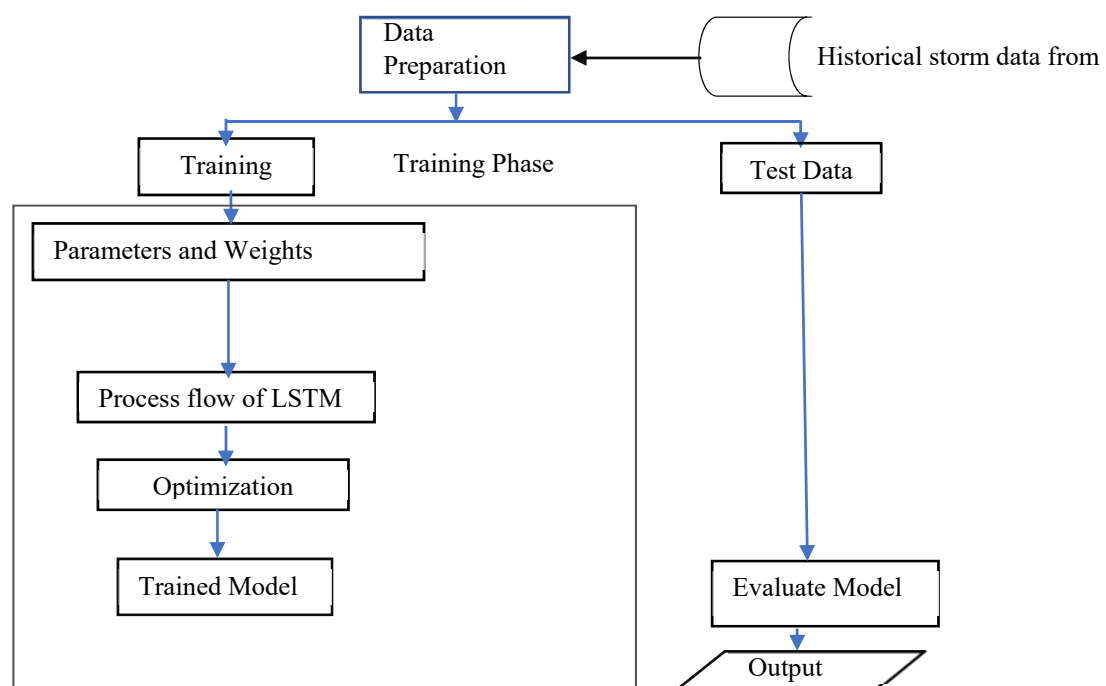 Data
Preparation
Historical storm data from
Training
Training Phase
Test Data
Parameters and Weights
Process flow of LSTM
Optimization
Trained Model
Evaluate Model
Output